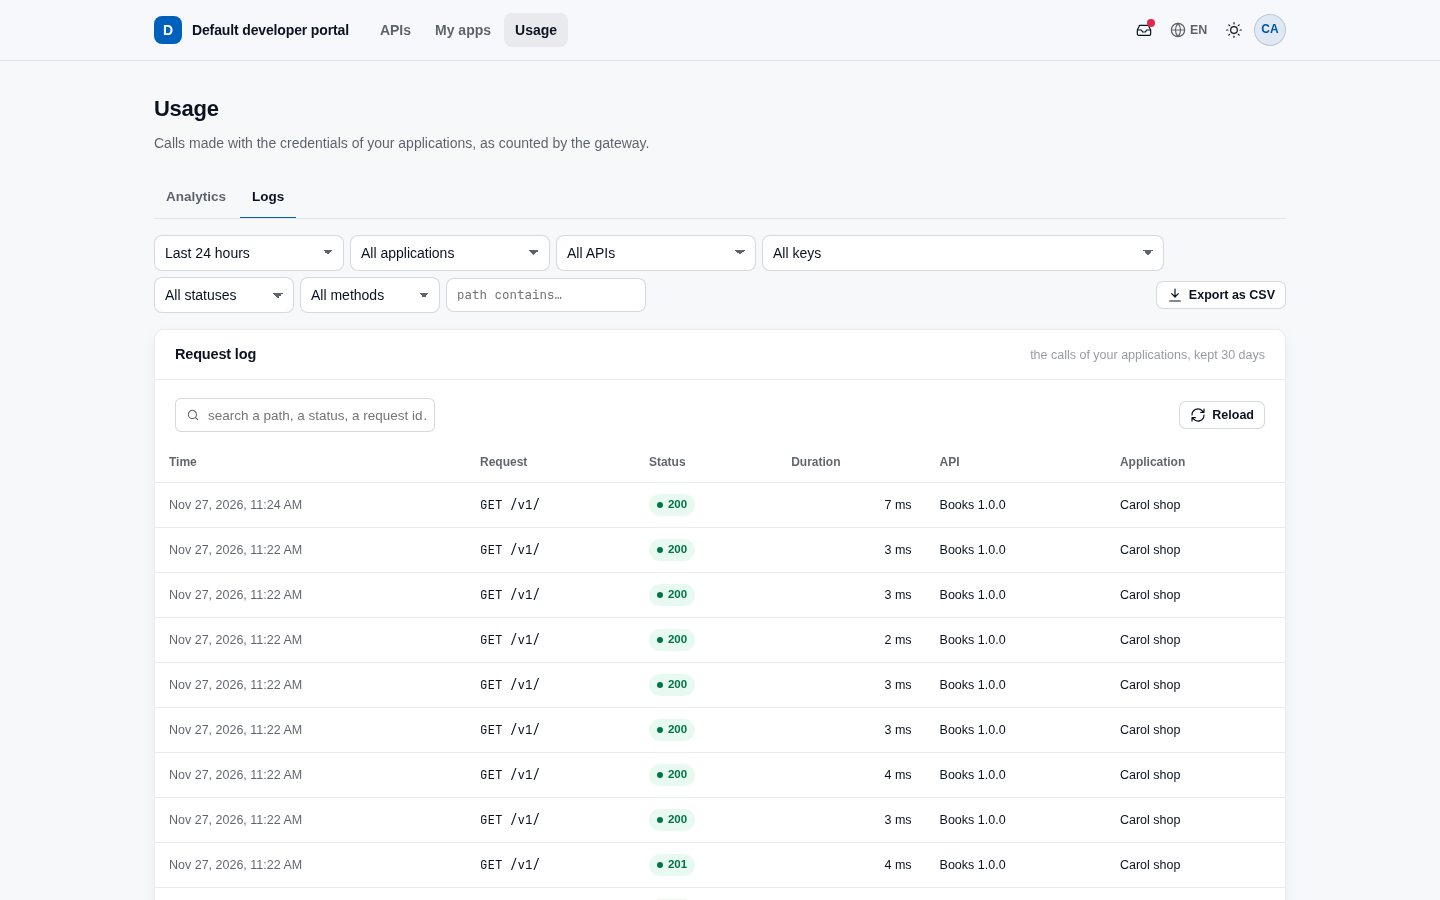 D Default developer portal APIs My apps Usage EN CA
Usage
Calls made with the credentials of your applications, as counted by the gateway.
Analytics Logs
Last 24 hours All applications All APIs All keys
All statuses All methods path contains… Export as CSV
Request log the calls of your applications, kept 30 days
search a path, a status, a request id. Reload
Time Request Status Duration API Application
Nov 27, 2026, 11:24 AM GET /v1/ 200 7 ms Books 1.0.0 Carol shop
Nov 27, 2026, 11:22 AM GET /v1/ 200 3 ms Books 1.0.0 Carol shop
Nov 27, 2026, 11:22 AM GET /v1/ 200 3 ms Books 1.0.0 Carol shop
Nov 27, 2026, 11:22 AM GET /v1/ 200 2 ms Books 1.0.0 Carol shop
Nov 27, 2026, 11:22 AM GET /v1/ 200 3 ms Books 1.0.0 Carol shop
Nov 27, 2026, 11:22 AM GET /v1/ 200 3 ms Books 1.0.0 Carol shop
Nov 27, 2026, 11:22 AM GET /v1/ 200 4 ms Books 1.0.0 Carol shop
Nov 27, 2026, 11:22 AM GET /v1/ 200 3 ms Books 1.0.0 Carol shop
Nov 27, 2026, 11:22 AM GET /v1/ 201 4 ms Books 1.0.0 Carol shop